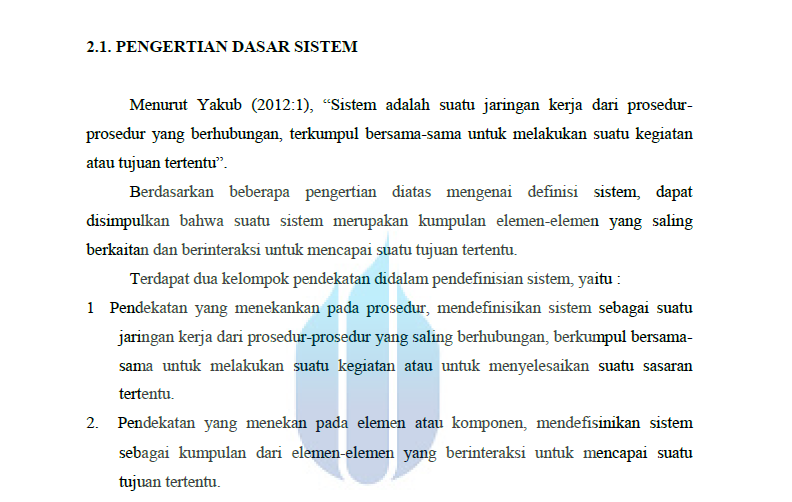 2.1. PENGERTIAN DASAR SISTEM
Menurut Yakub (2012:1), “Sistem adalah suatu jaringan kerja dari prosedur-
prosedur yang berhubungan, terkumpul bersama-sama untuk melakukan suatu kegiatan
atau tujuan tertentu”.
Berdasarkan beberapa pengertian diatas mengenai definisi sistem, dapat
disimpulkan bahwa suatu sistem merupakan kumpulan elemen-elemen yang saling
berkaitan dan berinteraksi untuk mencapai suatu tujuan tertentu.
Terdapat dua kelompok pendekatan didalam pendefinisian sistem, yaitu :
1 Pendekatan yang menekankan pada prosedur, mendefinisikan sistem sebagai suatu
jaringan kerja dari prosedur-prosedur yang saling berhubungan, berkumpul bersama-
sama untuk melakukan suatu kegiatan atau untuk menyelesaikan suatu sasaran
tertentu.
2. Pendekatan yang menekan pada elemen atau komponen, mendefisinikan sistem
sebagai kumpulan dari elemen-elemen yang berinteraksi untuk mencapai suatu
tujuan tertentu.